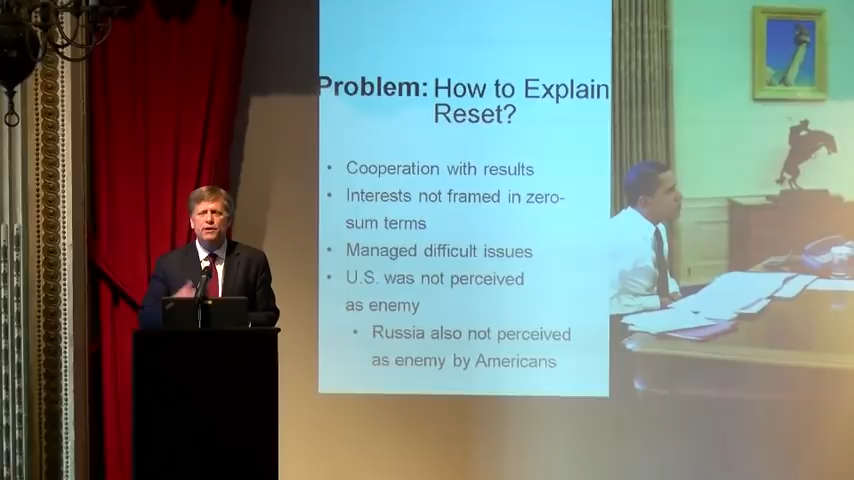 Problem: How to Explain
Reset?
• Cooperation with results
• Interests not framed in zero-
sum terms
• Managed difficult issues
• U.S. was not perceived
as enemy
• Russia also not perceived
as enemy by Americans